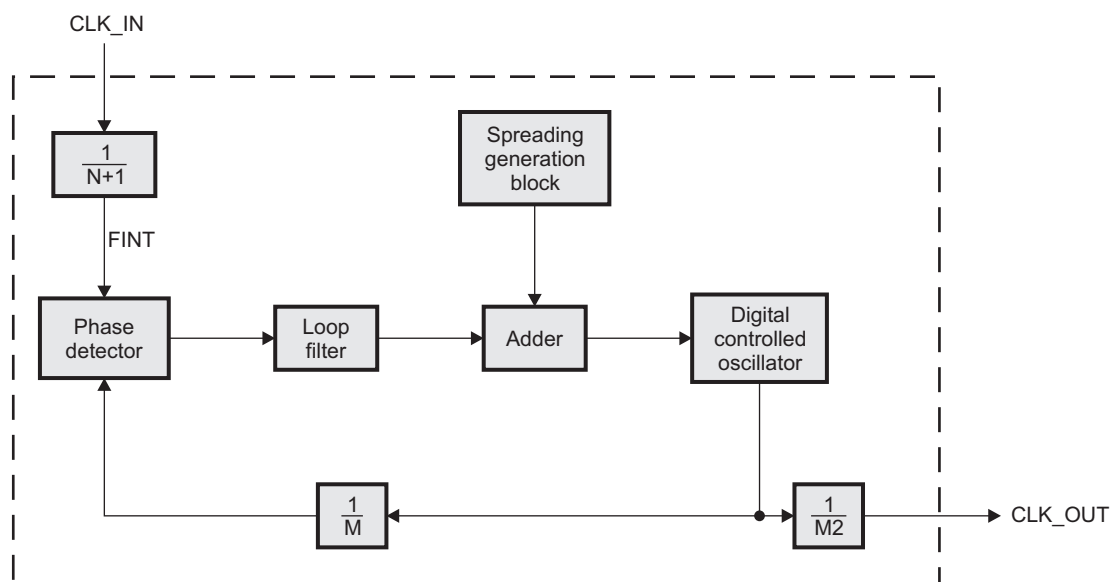 CLK_IN
1
N+1
Spreading
generation
block
FINT
Phase
detector
Loop
filter
Adder
Digital
controlled
oscillator
1
M
1
M2
CLK_OUT